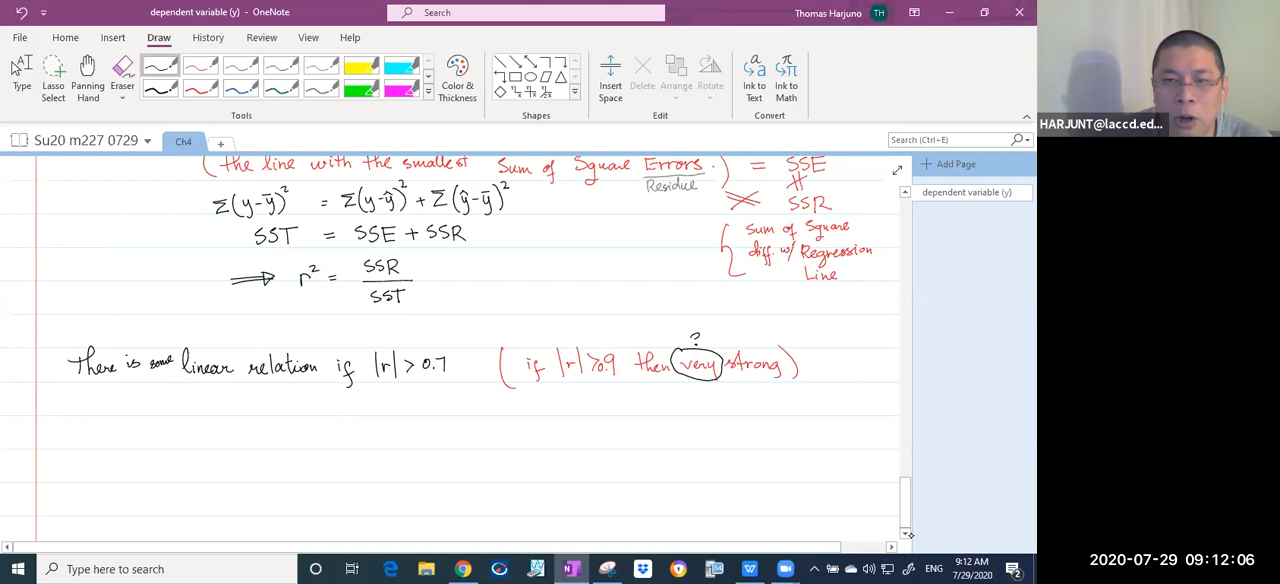 dependent variable (y) - OneNote
Search
Thomas Harjuno TH
File Home Insert Draw History Review View Help
Type
Lasso Select
Panning Hand
Eraser
Color & Thickness
Insert Space
Delete
Arrange
Rotate
Ink to Text
Ink to Math
Tools Shapes Edit Convert
Su20 m227 0729
Ch4
Search (Ctrl+E)
Add Page
dependent variable (y)
HARJUNT@laccd.ed...
(the line with the smallest Sum of Square Errors.) = SSE
Residue
≠
SSR
Σ(y-ȳ)² = Σ(y-ŷ)² + Σ(ŷ-ȳ)²
SST = SSE + SSR
{ Sum of Square
diff. w/ Regression
Line
⟹ r² = SSR
SST
?
There is some linear relation if |r| > 0.7 (if |r| > 0.9 then very strong)
Type here to search
ENG
9:12 AM
7/29/2020
2
2020-07-29 09:12:06